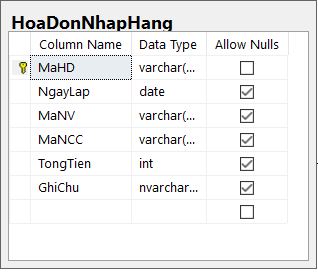 HoaDonNhapHang
Column Name Data Type Allow Nulls
MaHD varchar(...
NgayLap date
MaNV varchar(...
MaNCC varchar(...
TongTien int
GhiChu nvarchar...